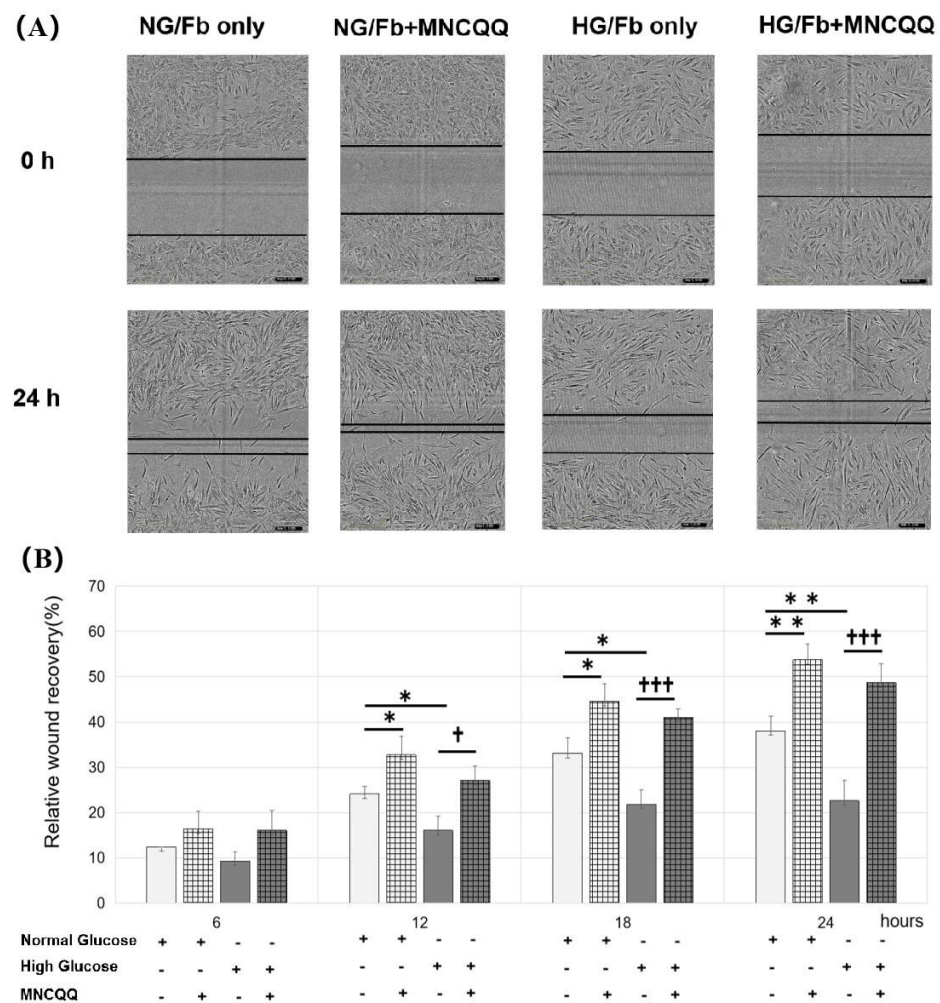 (A)
NG/Fb only NG/Fb+MNCQQ HG/Fb only HG/Fb+MNCQQ
0 h
24 h
(B)
Relative wound recovery(%)
70
60
50
40
30
20
10
0
* *
* *
†††
*
*
†††
*
*
†
6 12 18 24 hours
Normal Glucose + + - - + + - - + + - - + + - -
High Glucose - - + + - - + + - - + + - - + +
MNCQQ - + - + - + - + - + - + - + - +